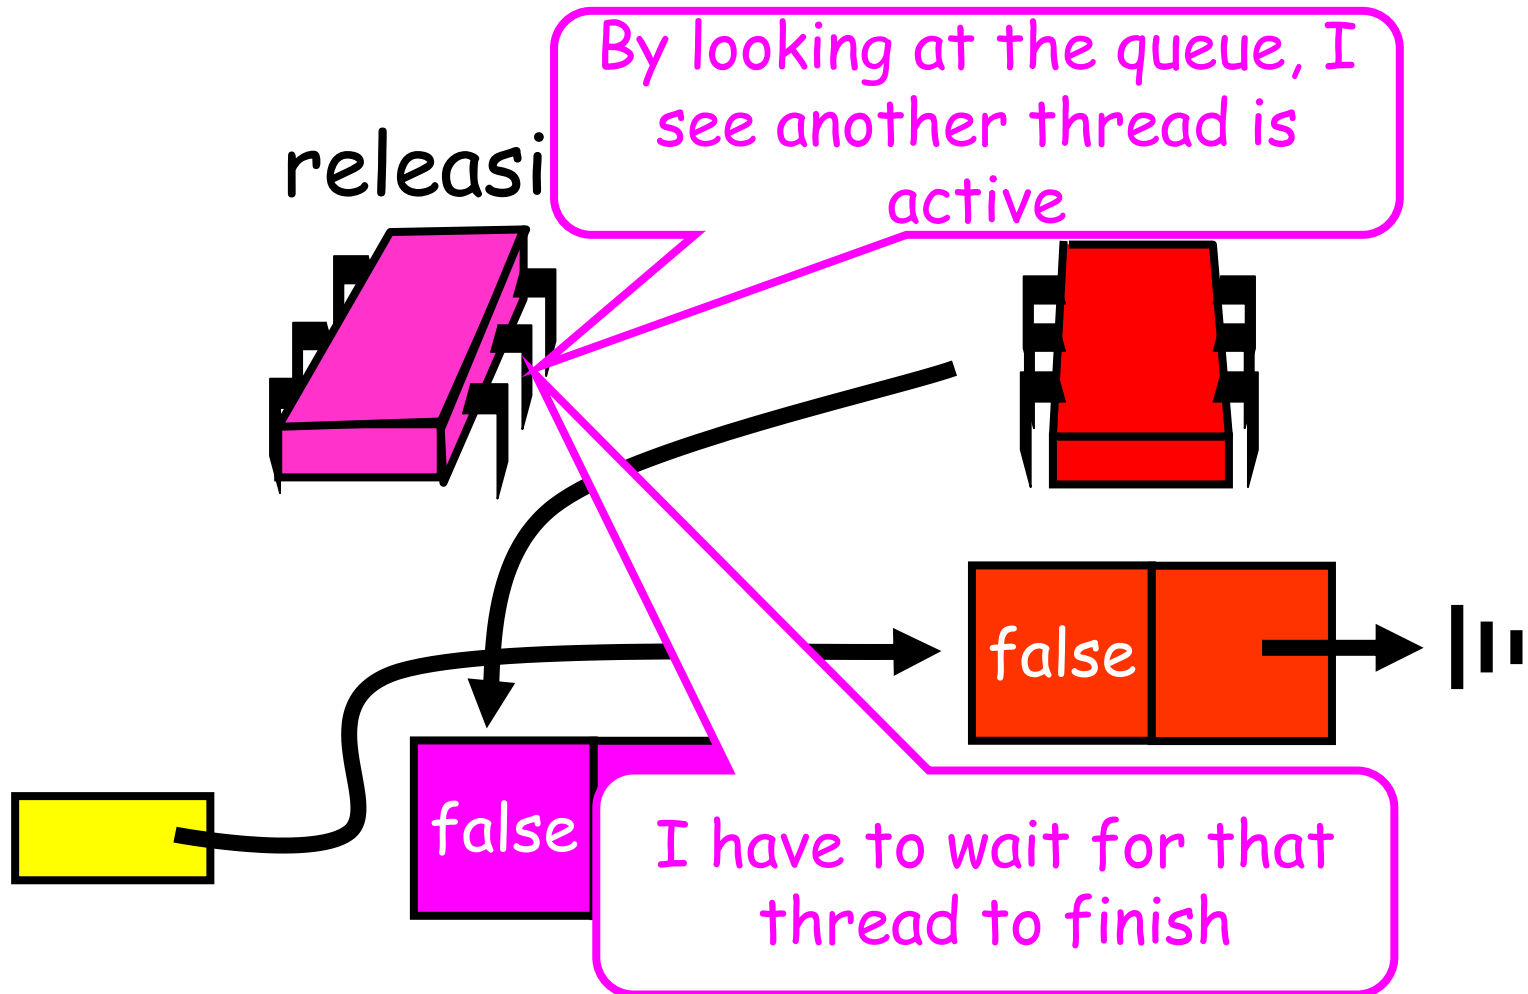 By looking at the queue, I
see another thread is
active
releasi
false
false
I have to wait for that
thread to finish